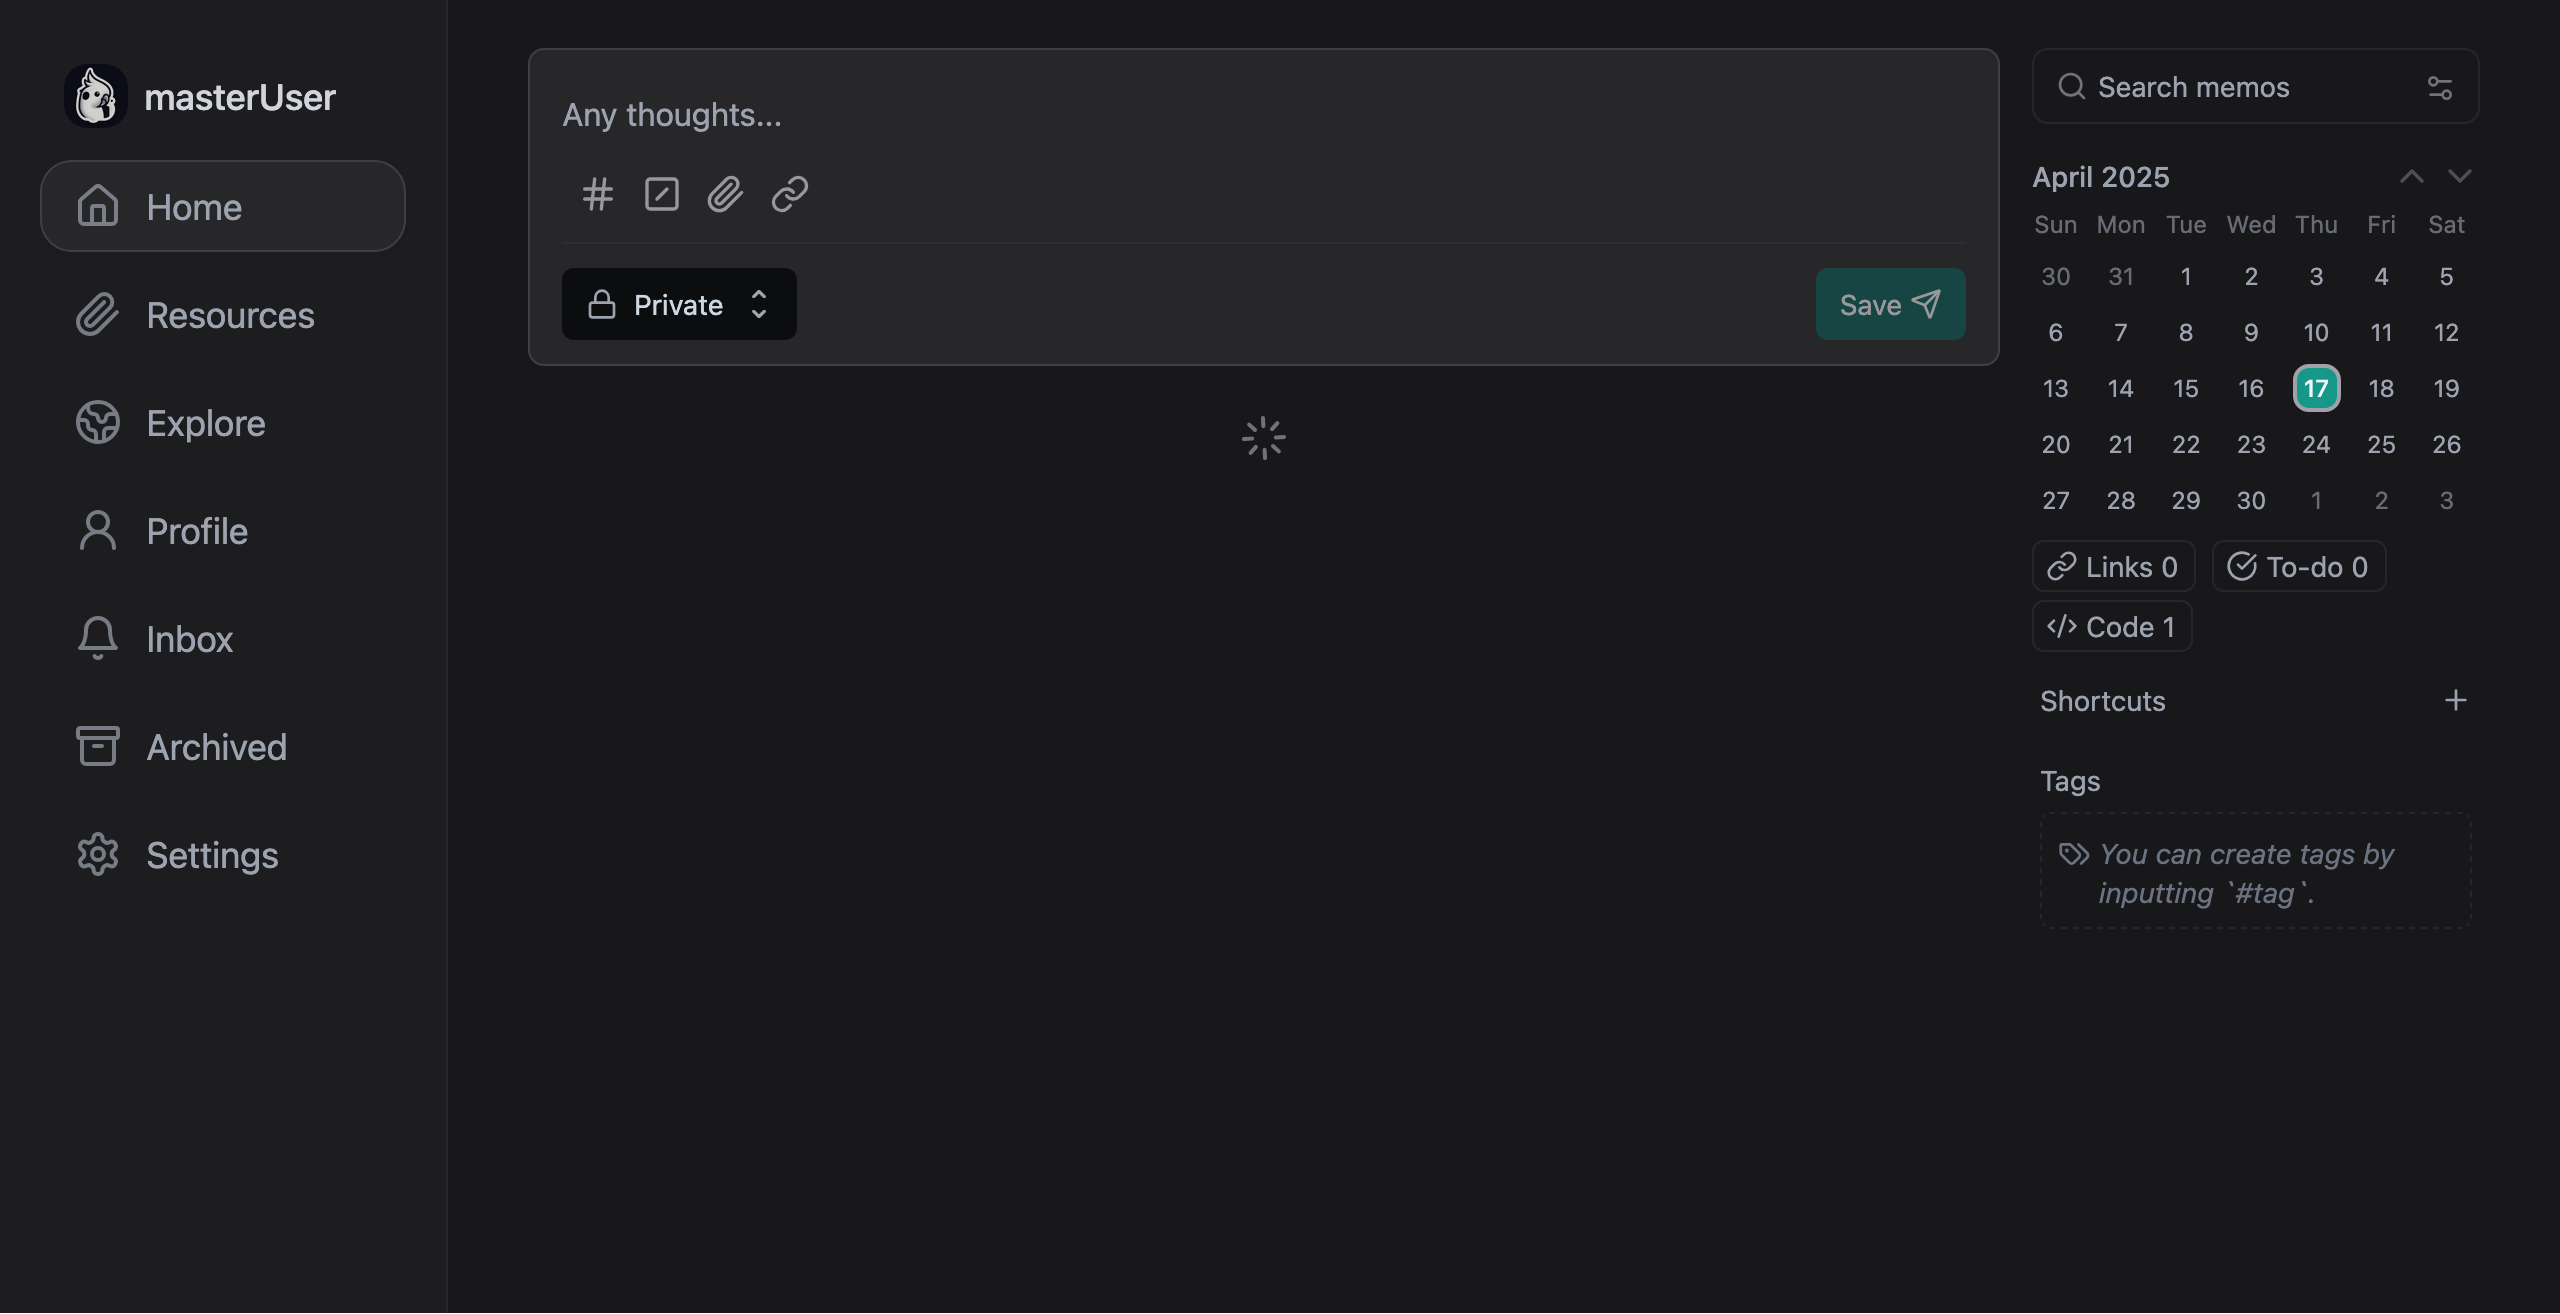 masterUser
Home
Resources
Explore
Profile
Inbox
Archived
Settings
Any thoughts...
Private
Save
Search memos
April 2025
Sun Mon Tue Wed Thu Fri Sat
30 31 1 2 3 4 5
6 7 8 9 10 11 12
13 14 15 16 17 18 19
20 21 22 23 24 25 26
27 28 29 30 1 2 3
Links 0 To-do 0
Code 1
Shortcuts
Tags
You can create tags by
inputting `#tag`.